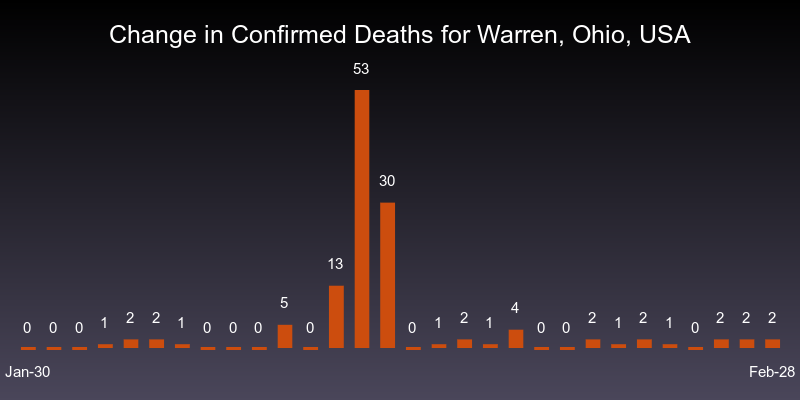 Change in Confirmed Deaths for Warren, Ohio, USA
53
30
13
5
4
2 2 2 2 2 2 2 2
1 1 1 1 1 1
0 0 0 0 0 0 0 0 0 0 0
Jan-30 Feb-28